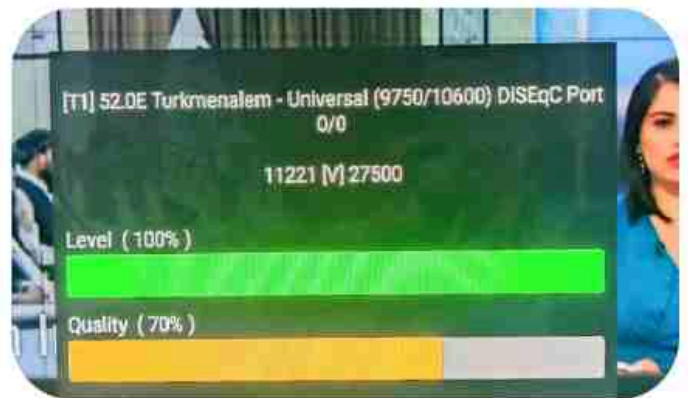 [T1] 52.0E Turkmenalem - Universal (9750/10600) DiSEqC Port
0/0
11221 [V] 27500
Level ( 100% )
Quality ( 70% )